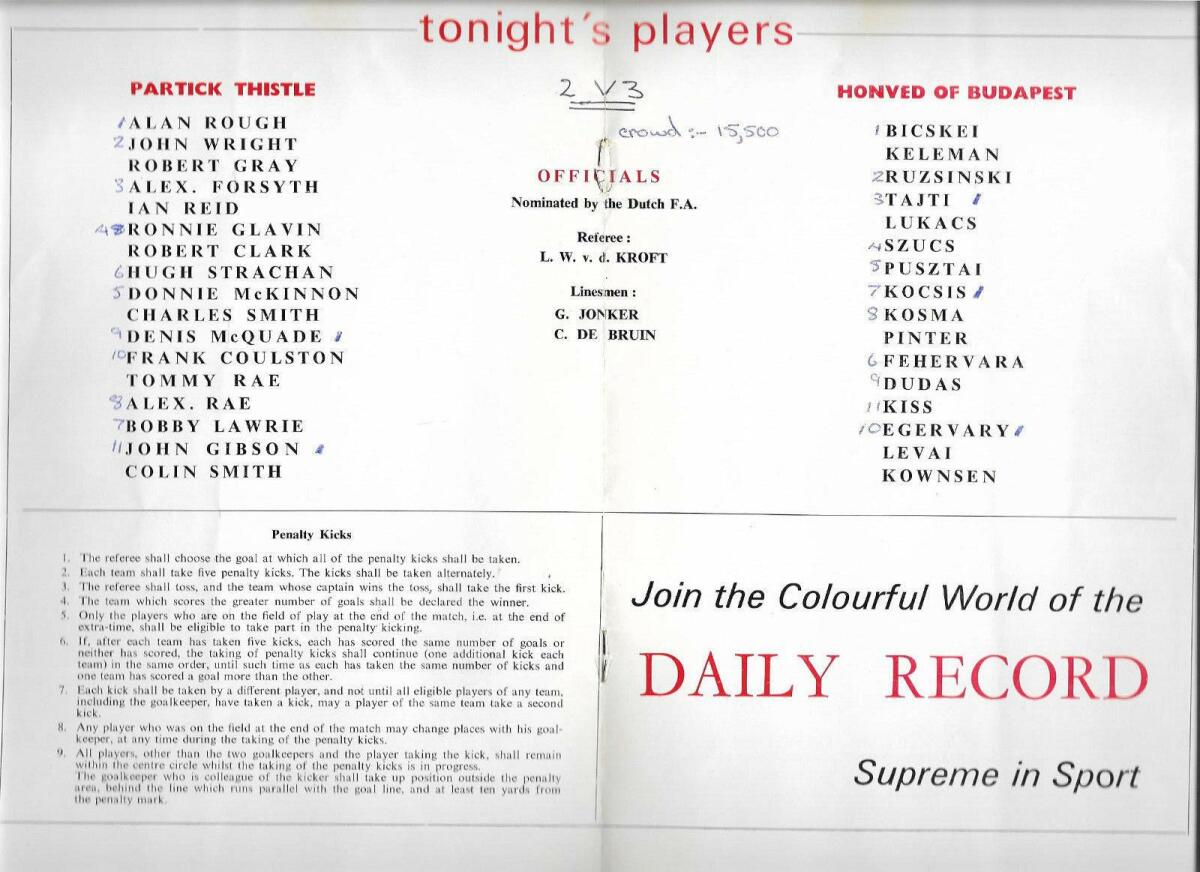 tonight's players
PARTICK THISTLE
1 ALAN ROUGH
2 JOHN WRIGHT
ROBERT GRAY
3 ALEX. FORSYTH
IAN REID
4 RONNIE GLAVIN
ROBERT CLARK
6 HUGH STRACHAN
5 DONNIE McKINNON
CHARLES SMITH
9 DENIS McQUADE
10 FRANK COULSTON
TOMMY RAE
8 ALEX. RAE
7 BOBBY LAWRIE
11 JOHN GIBSON
COLIN SMITH
2 V 3
crowd :- 15,500
OFFICIALS
Nominated by the Dutch F.A.
Referee :
L. W. v. d. KROFT
Linesmen :
G. JONKER
C. DE BRUIN
HONVED OF BUDAPEST
1 BICSKEI
KELEMAN
2 RUZSINSKI
3 TAJTI
LUKACS
4 SZUCS
5 PUSZTAI
7 KOCSIS
8 KOSMA
PINTER
6 FEHERVARA
9 DUDAS
11 KISS
10 EGERVARY
LEVAI
KOWNSEN
Penalty Kicks
1. The referee shall choose the goal at which all of the penalty kicks shall be taken.
2. Each team shall take five penalty kicks. The kicks shall be taken alternately.
3. The referee shall toss, and the team whose captain wins the toss, shall take the first kick.
4. The team which scores the greater number of goals shall be declared the winner.
5. Only the players who are on the field of play at the end of the match, i.e. at the end of
extra-time, shall be eligible to take part in the penalty kicking.
6. If, after each team has taken five kicks, each has scored the same number of goals or
neither has scored, the taking of penalty kicks shall continue (one additional kick each
team) in the same order, until such time as each has taken the same number of kicks and
one has scored a goal more than the other.
7. Each kick shall be taken by a different player, and not until all eligible players of any team,
including the goalkeeper, have taken a kick, may a player of the same team take a second
kick.
8. Any player who was on the field at the end of the match may change places with his goal-
keeper, at any time during the taking of the penalty kicks.
9. All players, other than the two goalkeepers and the player taking the kick, shall remain
within the centre circle whilst the taking of the penalty kicks is in progress.
The goalkeeper who is colleague of the kicker shall take up position outside the penalty
area, behind the line which runs parallel with the goal line, and at least ten yards from
the penalty mark.
Join the Colourful World of the
DAILY RECORD
Supreme in Sport